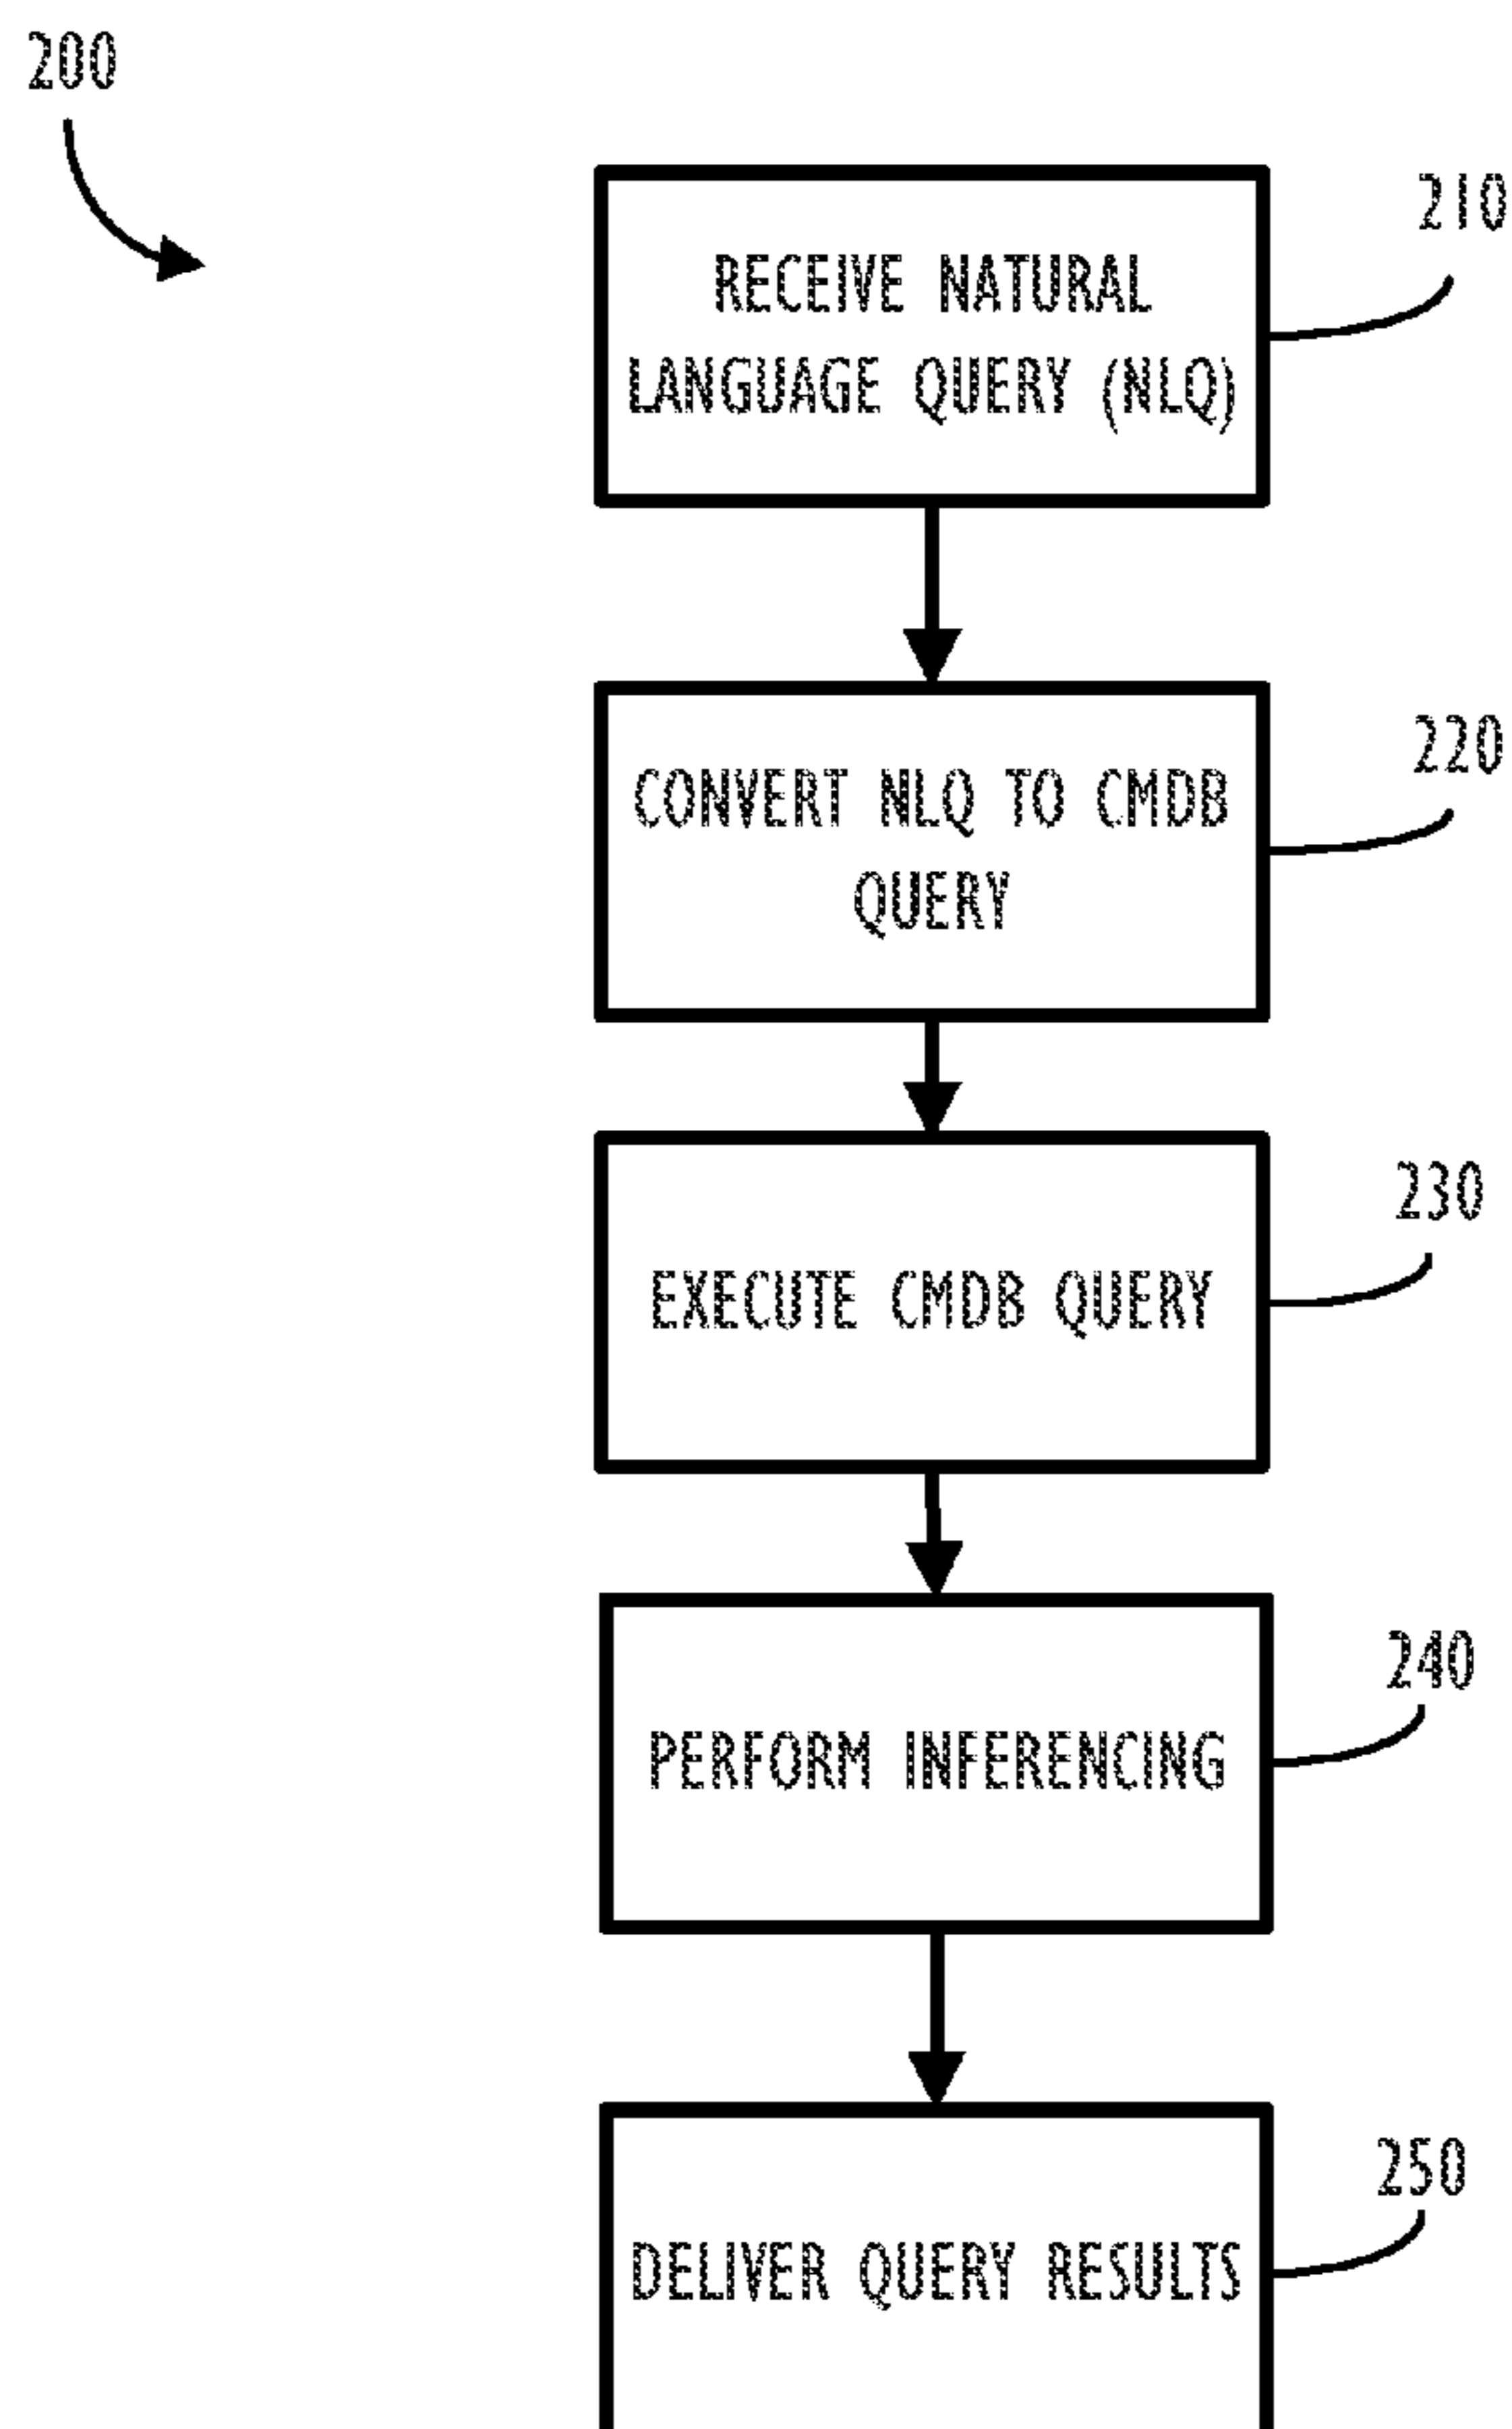 200
210
RECEIVE NATURAL
LANGUAGE QUERY (NLQ)
220
CONVERT NLQ TO CMDB
QUERY
230
EXECUTE CMDB QUERY
240
PERFORM INFERENCING
250
DELIVER QUERY RESULTS